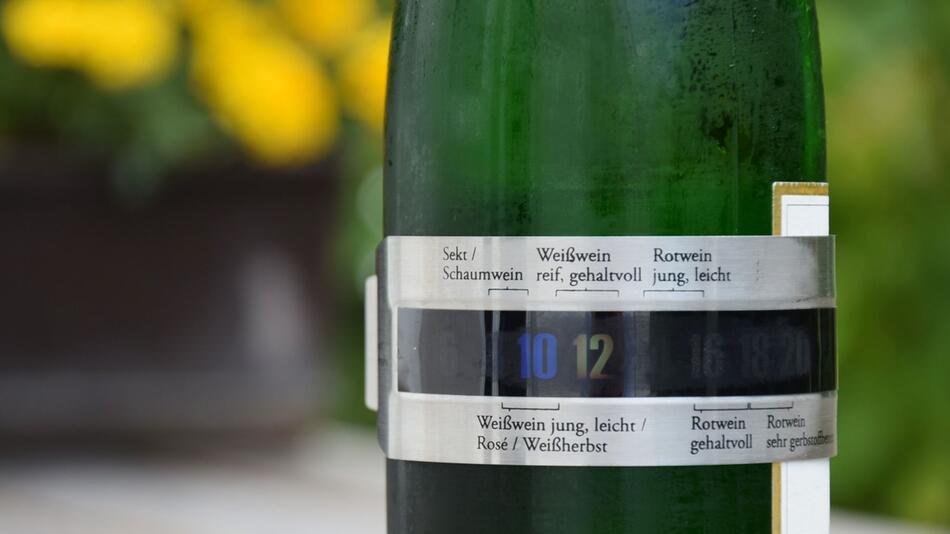 Sekt /
Schaumwein
Weißwein
reif, gehaltvoll
Rotwein
jung, leicht
6 10 12 16 18 20
Weißwein jung, leicht /
Rosé / Weißherbst
Rotwein
gehaltvoll
Rotwein
sehr